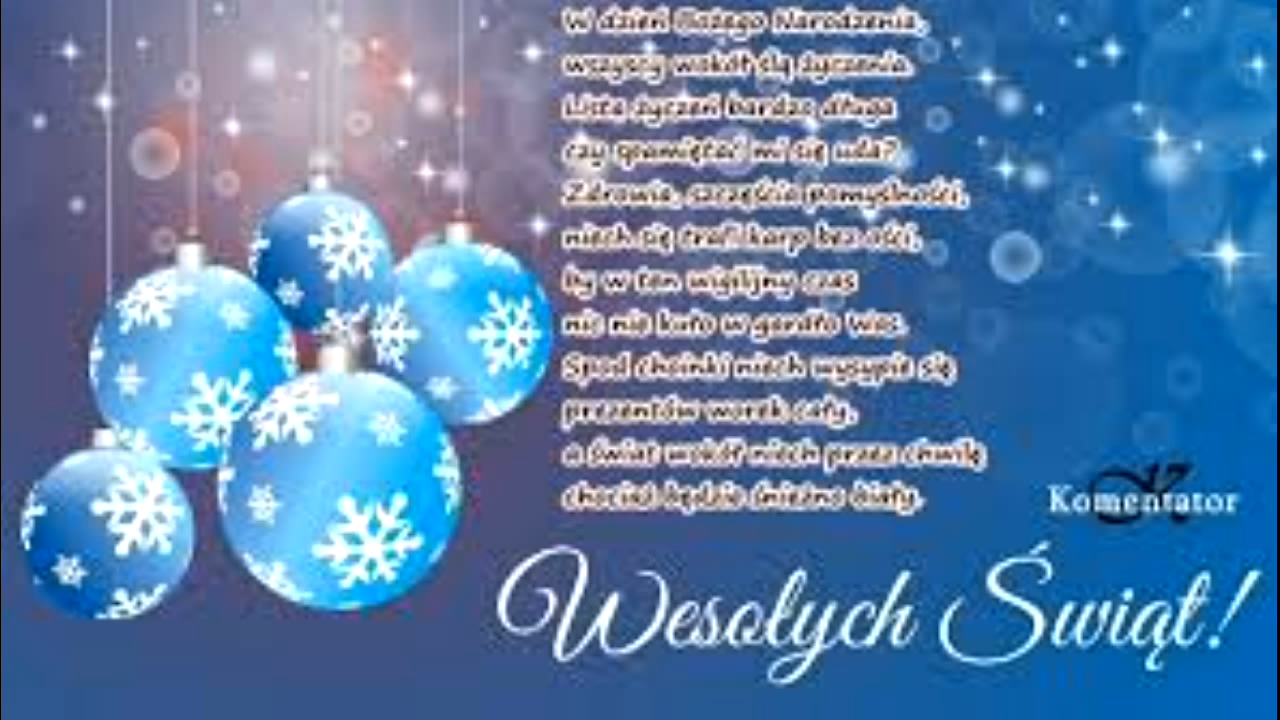 W dzień Bożego Narodzenia,
wszyscy wokół ślą życzenia.
Lista życzeń bardzo długa
czy spamiętać mi się uda?
Zdrowia, szczęścia pomyślności,
niech się trafi karp bez ości,
by w ten wigilijny czas
nic nie kuło w gardło Was.
Spod choinki niech wysypie się
prezentów worek cały,
a świat wokół niech przez chwilę
chociaż będzie śnieżno biały.
K
Komentator
Wesołych Świąt!